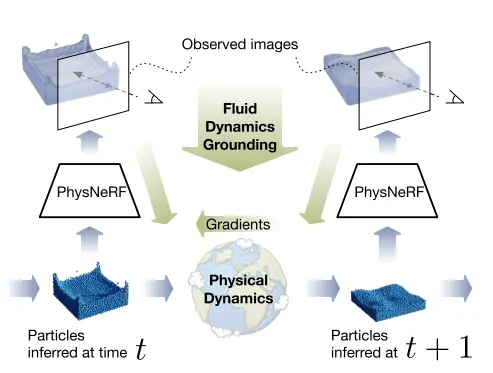 Observed images
Fluid
Dynamics
Grounding
PhysNeRF
PhysNeRF
Gradients
Physical
Dynamics
Particles
inferred at time t
Particles
inferred at t + 1